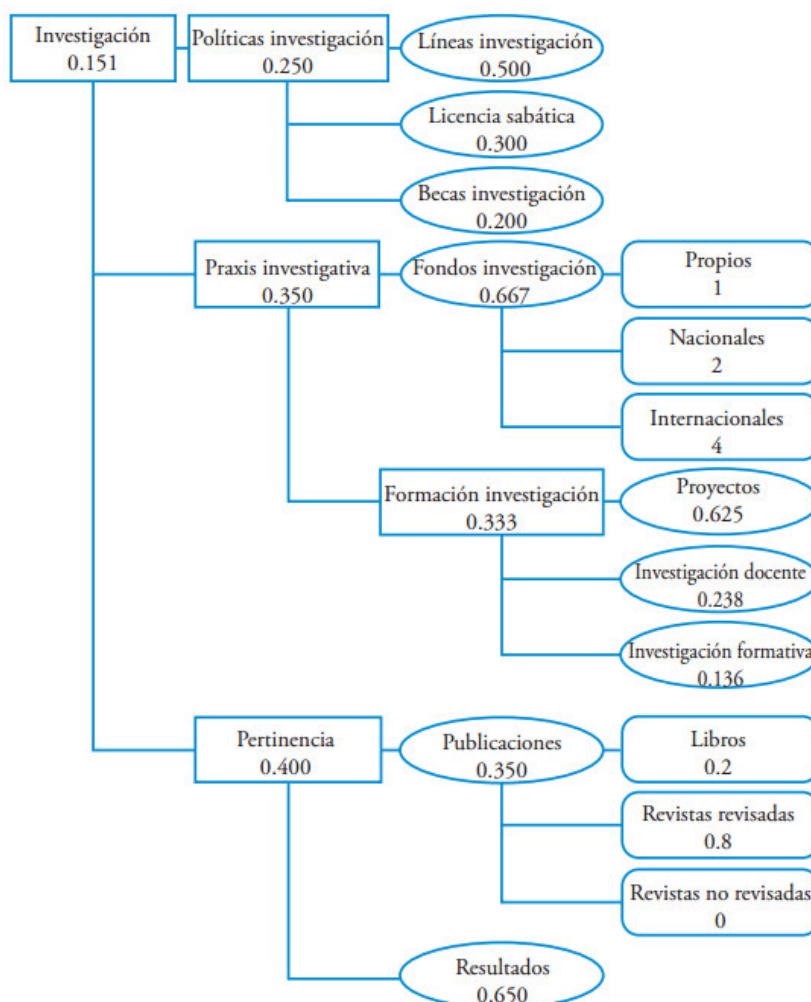 Investigación
0.151
Políticas investigación
0.250
Líneas investigación
0.500
Licencia sabática
0.300
Becas investigación
0.200
Praxis investigativa
0.350
Fondos investigación
0.667
Propios
1
Nacionales
2
Internacionales
4
Formación investigación
0.333
Proyectos
0.625
Investigación docente
0.238
Investigación formativa
0.136
Pertinencia
0.400
Publicaciones
0.350
Libros
0.2
Revistas revisadas
0.8
Revistas no revisadas
0
Resultados
0.650